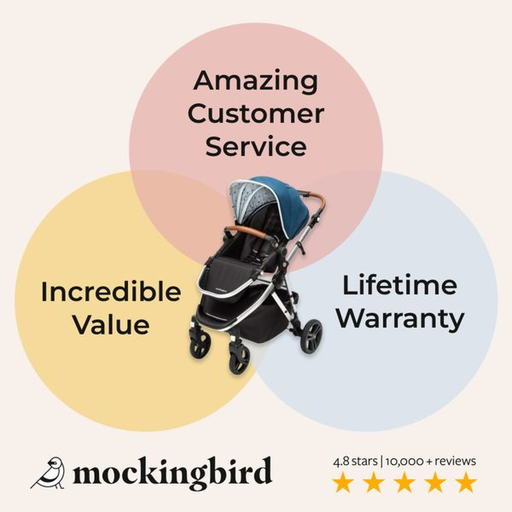 Amazing
Customer
Service
Incredible
Value
Lifetime
Warranty
mockingbird
4.8 stars | 10,000 + reviews